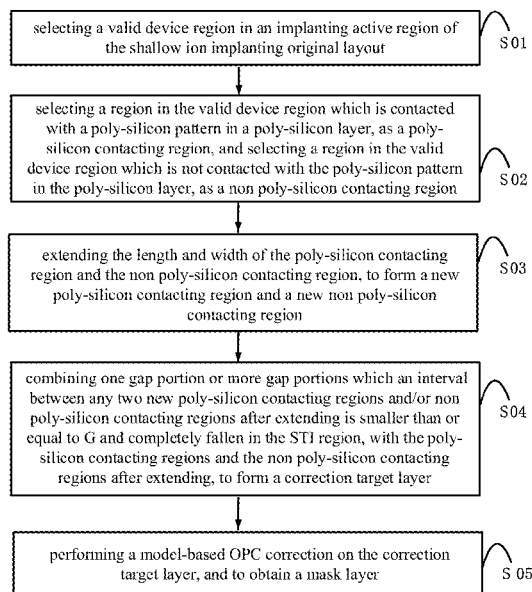 selecting a valid device region in an implanting active region of
the shallow ion implanting original layout
S01
selecting a region in the valid device region which is contacted
with a poly-silicon pattern in a poly-silicon layer, as a poly-
silicon contacting region, and selecting a region in the valid
device region which is not contacted with the poly-silicon pattern
in the poly-silicon layer, as a non poly-silicon contacting region
S02
extending the length and width of the poly-silicon contacting
region and the non poly-silicon contacting region, to form a new
poly-silicon contacting region and a new non poly-silicon
contacting region
S03
combining one gap portion or more gap portions which an interval
between any two new poly-silicon contacting regions and/or non
poly-silicon contacting regions after extending is smaller than or
equal to G and completely fallen in the STI region, with the poly-
silicon contacting regions and the non poly-silicon contacting
regions after extending, to form a correction target layer
S04
performing a model-based OPC correction on the correction
target layer, and to obtain a mask layer
S 05